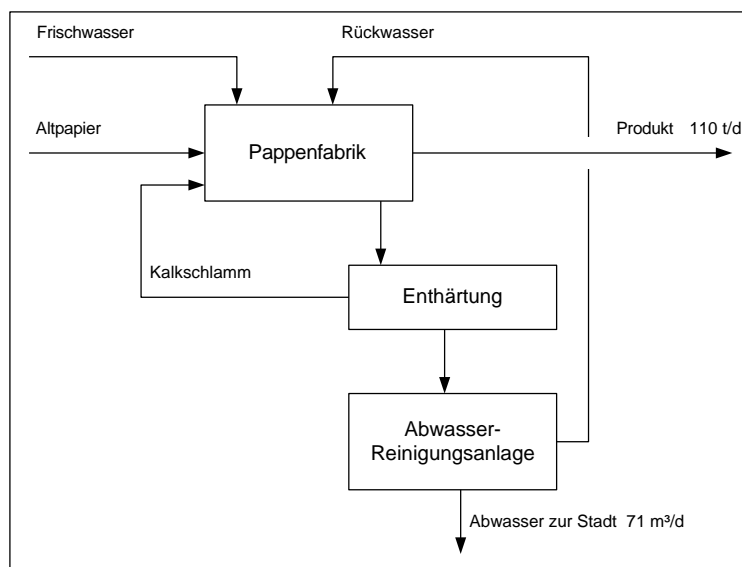 Frischwasser
Rückwasser
Altpapier
Produkt 110 t/d
Pappenfabrik
Kalkschlamm
Enthärtung
Abwasser-
Reinigungsanlage
Abwasser zur Stadt 71 m³/d